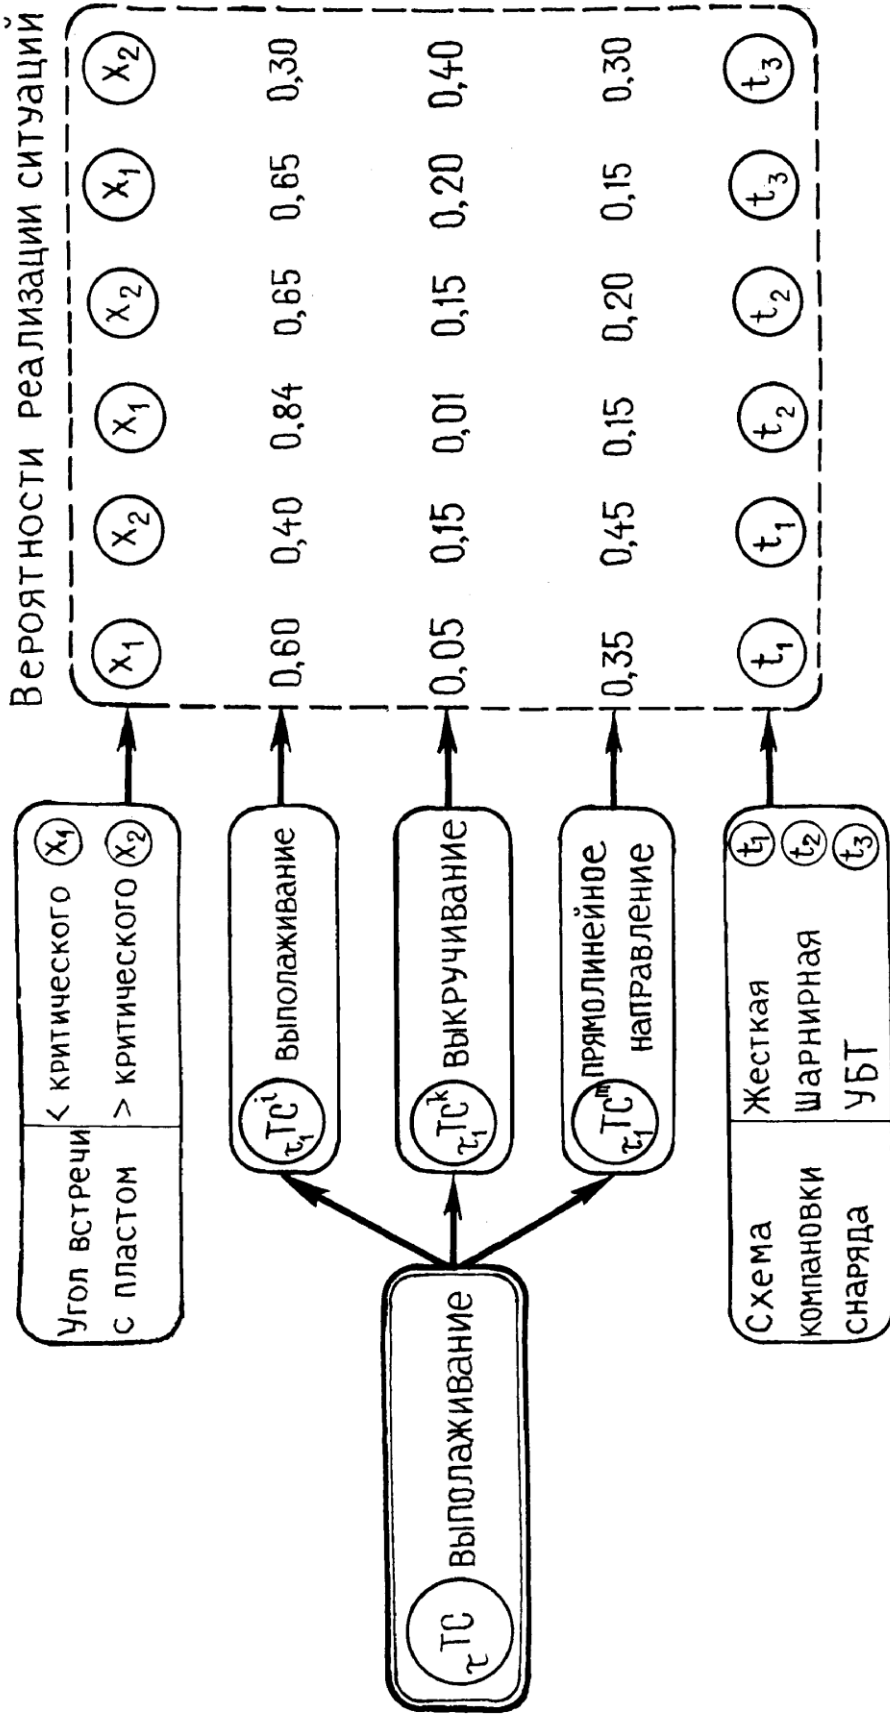 Вероятности реализации ситуаций
Угол встречи
с пластом
< критического x₁
> критического x₂
x₁ x₂ x₁ x₂ x₁ x₂
τTC выполаживание
τ₁TCⁱ выполаживание
0,60 0,40 0,84 0,65 0,65 0,30
τ₁TCᵏ выкручивание
0,05 0,15 0,01 0,15 0,20 0,40
τ₁TCᵐ прямолинейное
направление
0,35 0,45 0,15 0,20 0,15 0,30
Схема
компановки
снаряда
Жесткая t₁
Шарнирная t₂
УБТ t₃
t₁ t₁ t₂ t₂ t₃ t₃